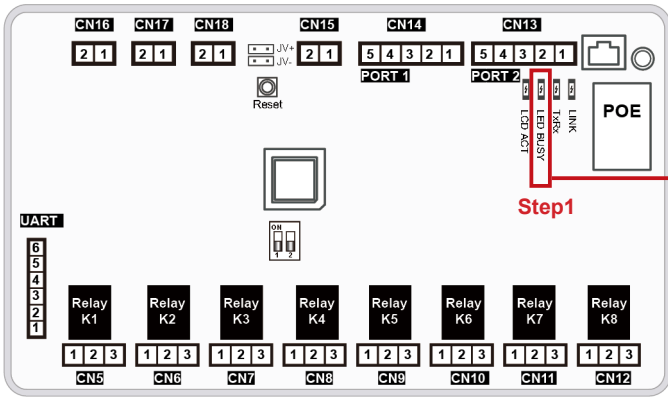 CN16 CN17 CN18 CN15 CN14 CN13
2 1 2 1 2 1 JV+ 2 1 5 4 3 2 1 5 4 3 2 1
JV-
PORT 1 PORT 2
Reset
LCD ACT
LED BUSY
TxRx
LINK
POE
Step1
ON
1 2
UART
6
5
4
3
2
1
Relay K1
Relay K2
Relay K3
Relay K4
Relay K5
Relay K6
Relay K7
Relay K8
1 2 3 1 2 3 1 2 3 1 2 3 1 2 3 1 2 3 1 2 3 1 2 3
CN5 CN6 CN7 CN8 CN9 CN10 CN11 CN12